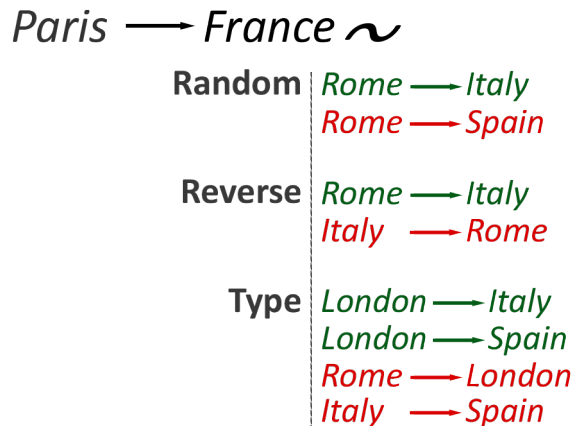 Paris → France ~
Random Rome → Italy
Rome → Spain
Reverse Rome → Italy
Italy → Rome
Type London → Italy
London → Spain
Rome → London
Italy → Spain